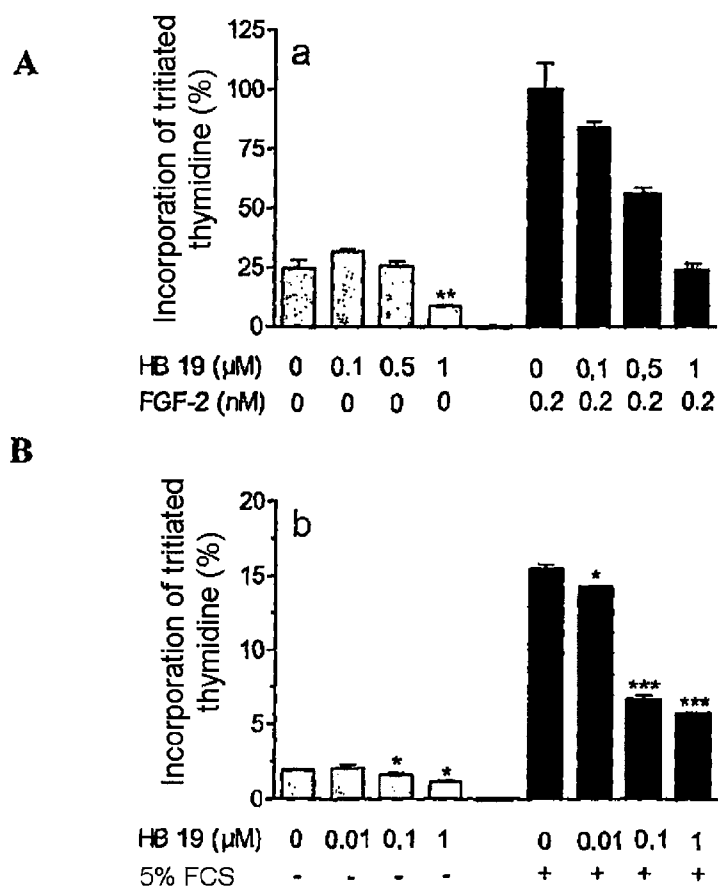 A
a
Incorporation of tritiated
thymidine (%)
125
100
75
50
25
0
**
HB 19 (µM) 0 0.1 0.5 1 0 0,1 0,5 1
FGF-2 (nM) 0 0 0 0 0.2 0.2 0.2 0.2
B
b
Incorporation of tritiated
thymidine (%)
20
15
10
5
0
* * * *** ***
HB 19 (µM) 0 0.01 0.1 1 0 0.01 0.1 1
5% FCS - - - - + + + +